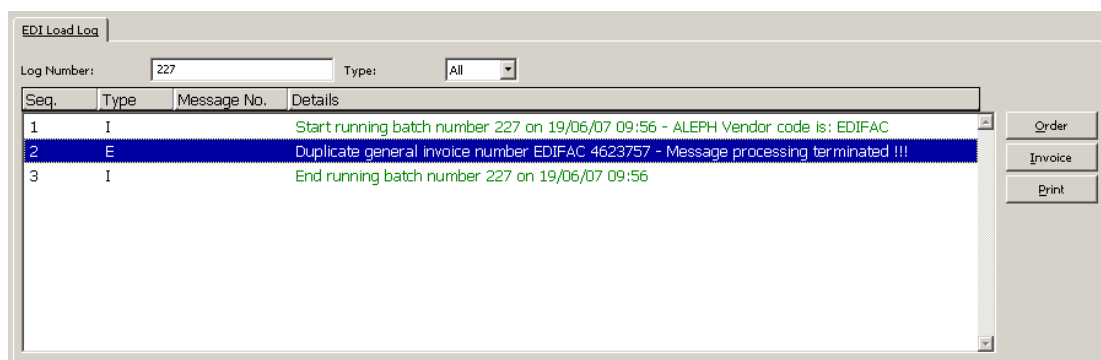 EDI Load Log
Log Number: 227 Type: All
Seq. Type Message No. Details
1 I Start running batch number 227 on 19/06/07 09:56 - ALEPH Vendor code is: EDIFAC
Order
2 E Duplicate general invoice number EDIFAC 4623757 - Message processing terminated !!!
Invoice
3 I End running batch number 227 on 19/06/07 09:56
Print